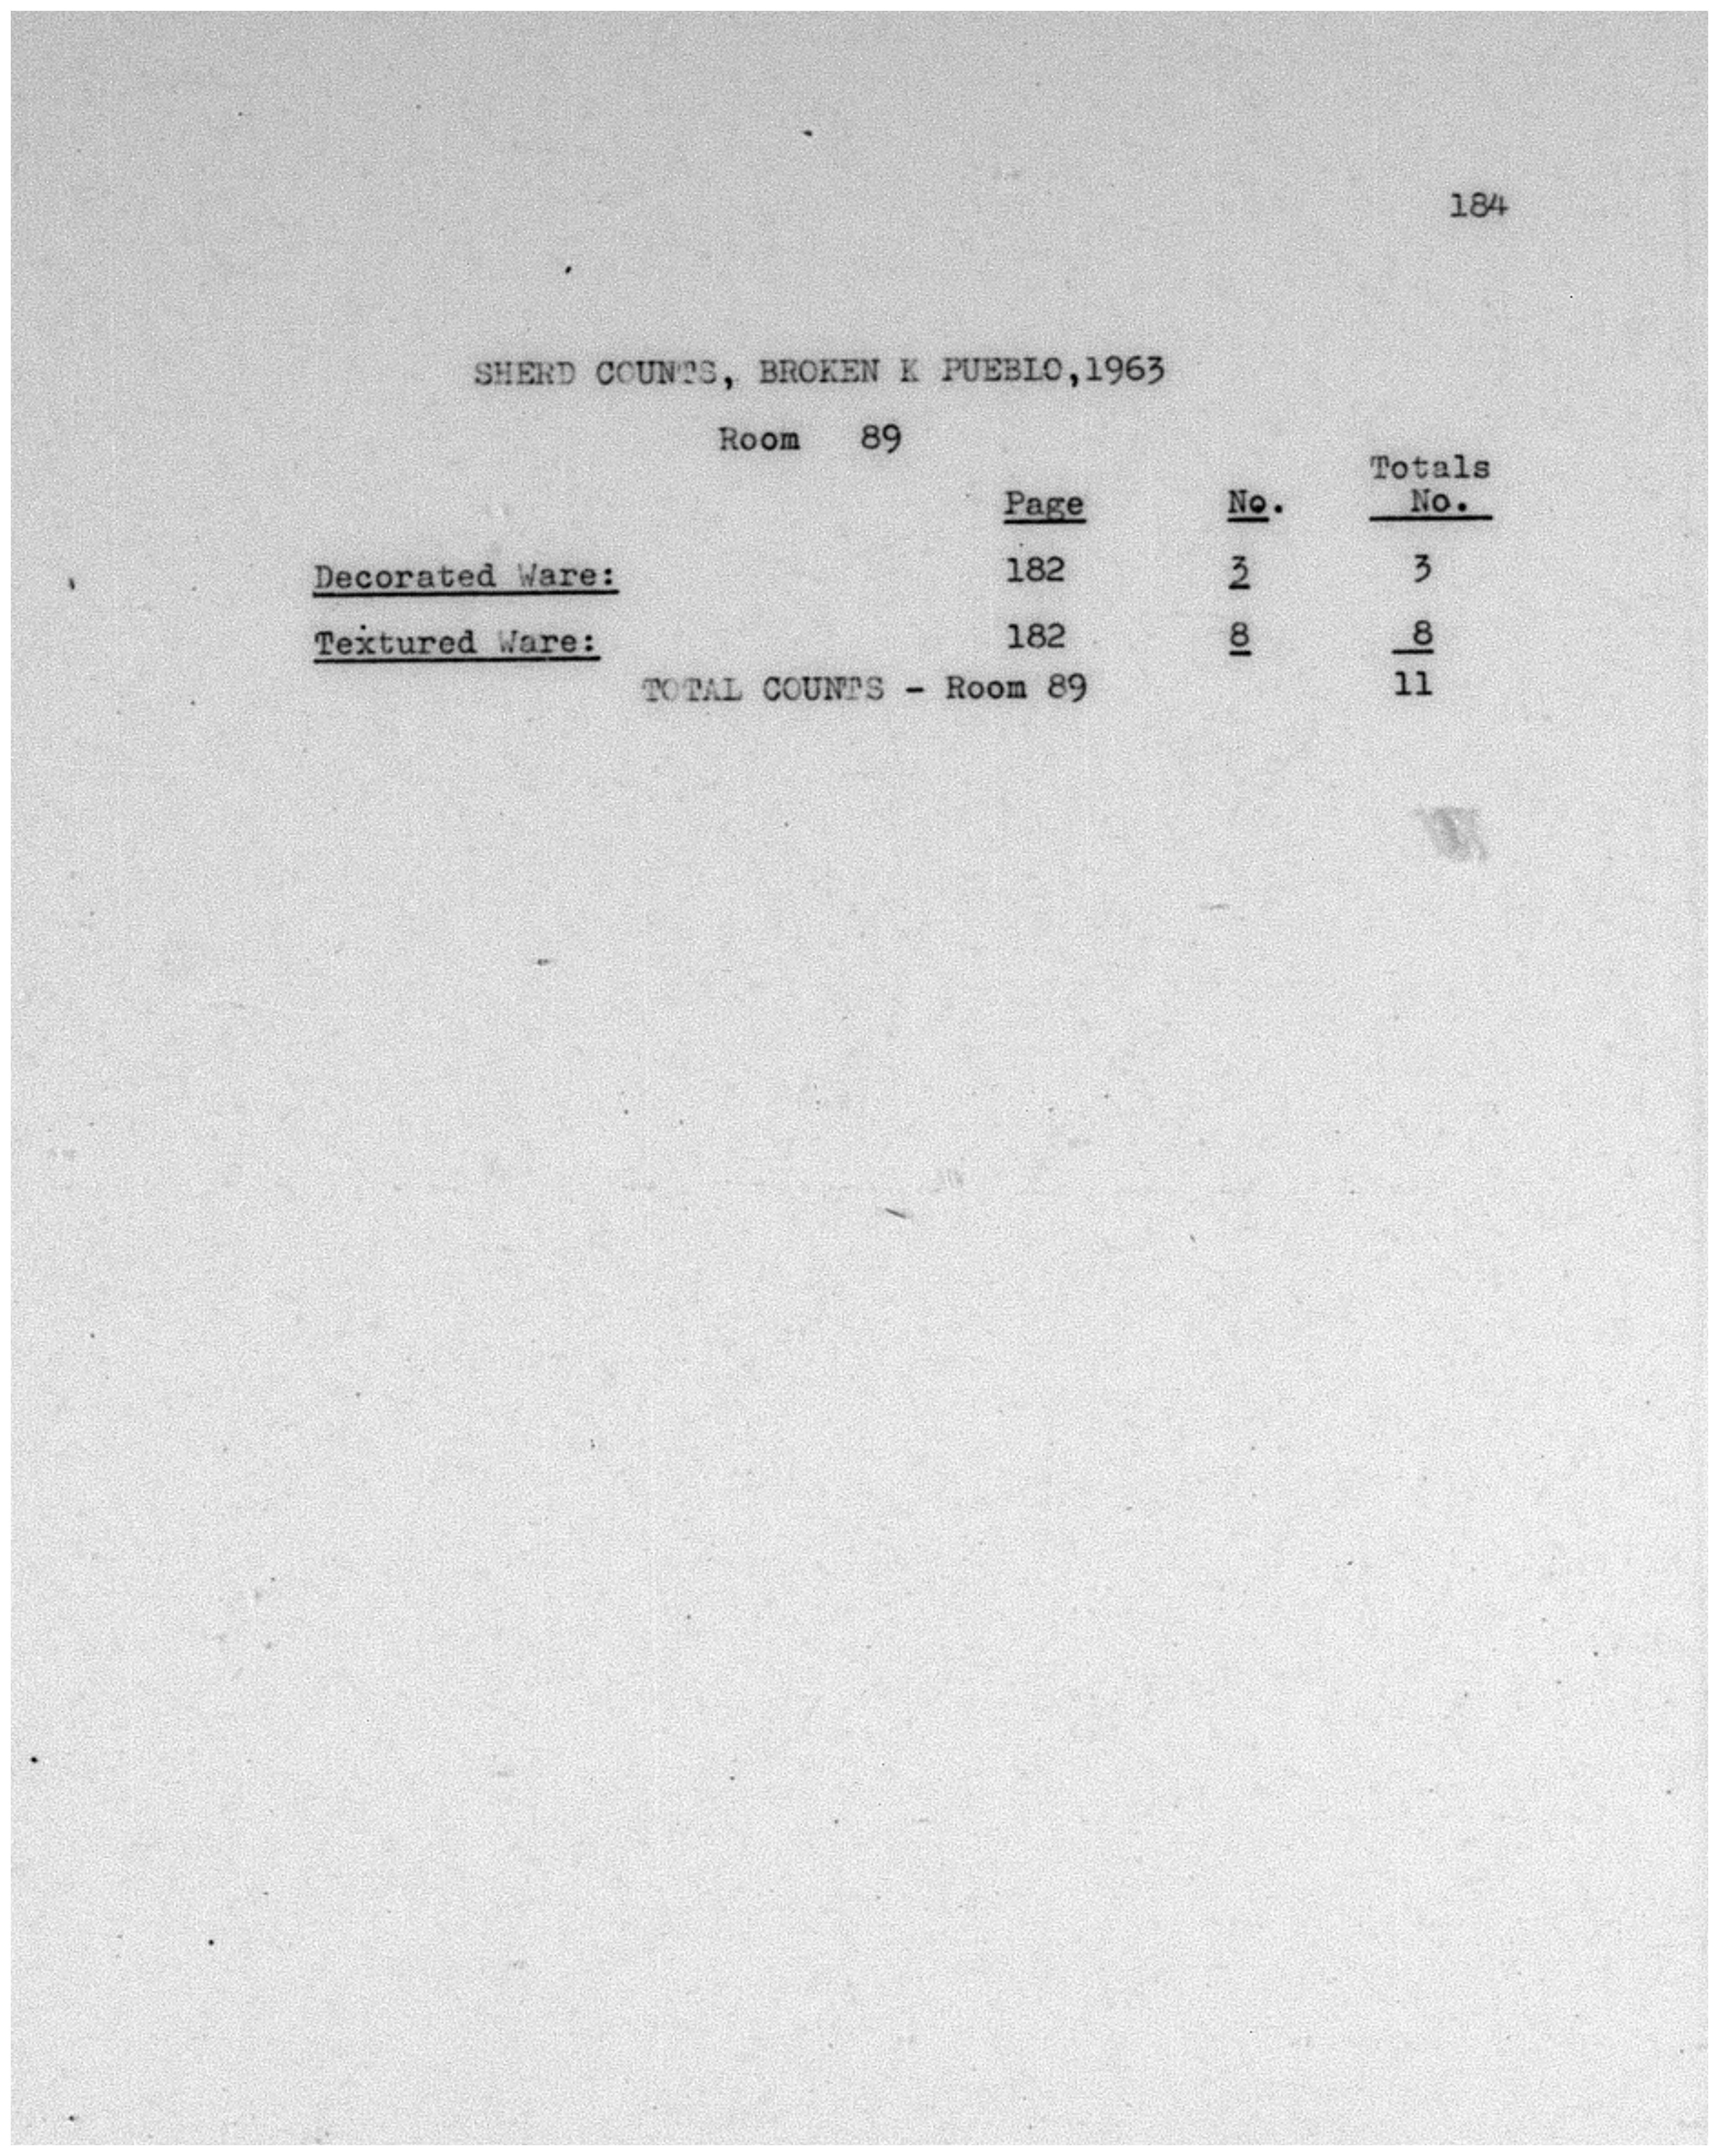 184
SHERD COUNTS, BROKEN K PUEBLO,1963
Room 89
Totals
Page No. No.
Decorated Ware: 182 3 3
Textured Ware: 182 8 8
TOTAL COUNTS - Room 89 11